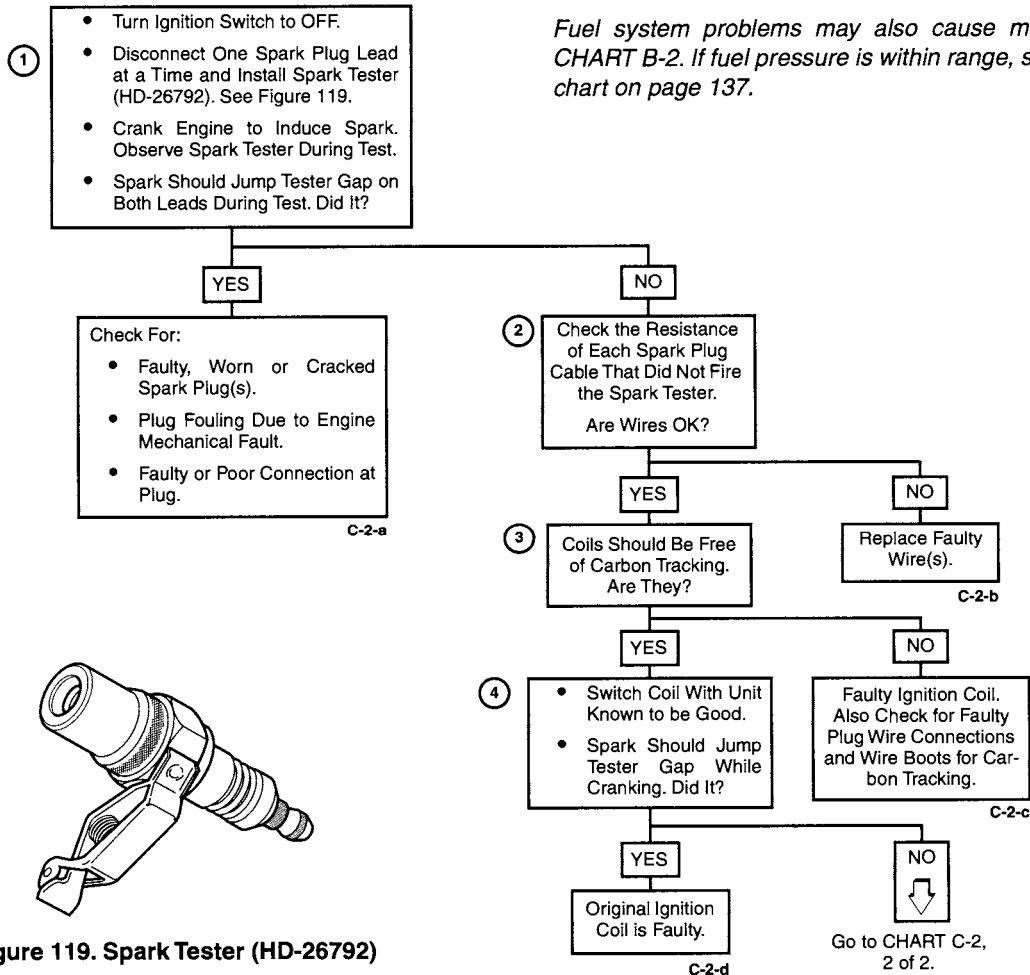 Fuel system problems may also cause
CHART B-2. If fuel pressure is within range,
chart on page 137.
1
• Turn Ignition Switch to OFF.
• Disconnect One Spark Plug Lead
at a Time and Install Spark Tester
(HD-26792). See Figure 119.
• Crank Engine to Induce Spark.
Observe Spark Tester During Test.
• Spark Should Jump Tester Gap on
Both Leads During Test. Did It?
YES
NO
Check For:
• Faulty, Worn or Cracked
Spark Plug(s).
• Plug Fouling Due to Engine
Mechanical Fault.
• Faulty or Poor Connection at
Plug.
C-2-a
2
Check the Resistance
of Each Spark Plug
Cable That Did Not Fire
the Spark Tester.
Are Wires OK?
YES
NO
3
Coils Should Be Free
of Carbon Tracking.
Are They?
Replace Faulty
Wire(s).
C-2-b
YES
NO
4
• Switch Coil With Unit
Known to be Good.
• Spark Should Jump
Tester Gap While
Cranking. Did It?
Faulty Ignition Coil.
Also Check for Faulty
Plug Wire Connections
and Wire Boots for Car-
bon Tracking.
C-2-c
YES
NO
Original Ignition
Coil is Faulty.
C-2-d
Go to CHART C-2,
2 of 2.
gure 119. Spark Tester (HD-26792)